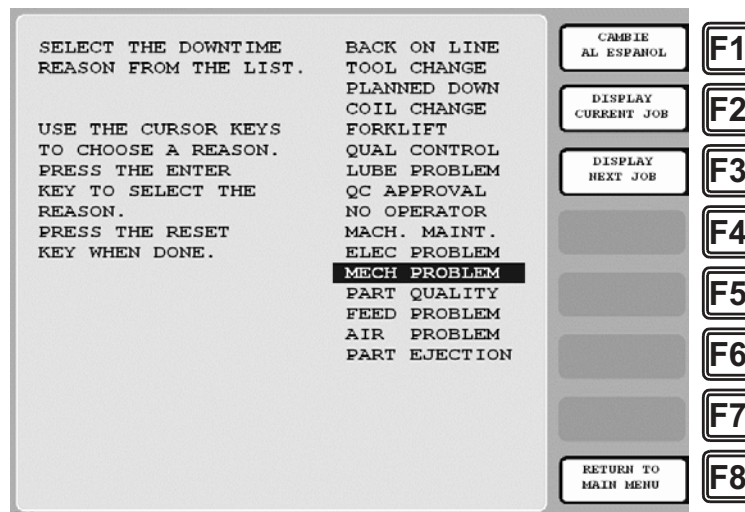 SELECT THE DOWNTIME
REASON FROM THE LIST.
USE THE CURSOR KEYS
TO CHOOSE A REASON.
PRESS THE ENTER
KEY TO SELECT THE
REASON.
PRESS THE RESET
KEY WHEN DONE.
BACK ON LINE
TOOL CHANGE
PLANNED DOWN
COIL CHANGE
FORKLIFT
QUAL CONTROL
LUBE PROBLEM
QC APPROVAL
NO OPERATOR
MACH. MAINT.
ELEC PROBLEM
MECH PROBLEM
PART QUALITY
FEED PROBLEM
AIR PROBLEM
PART EJECTION
CAMBIE
AL ESPANOL
F1
DISPLAY
CURRENT JOB
F2
DISPLAY
NEXT JOB
F3
F4
F5
F6
F7
RETURN TO
MAIN MENU
F8